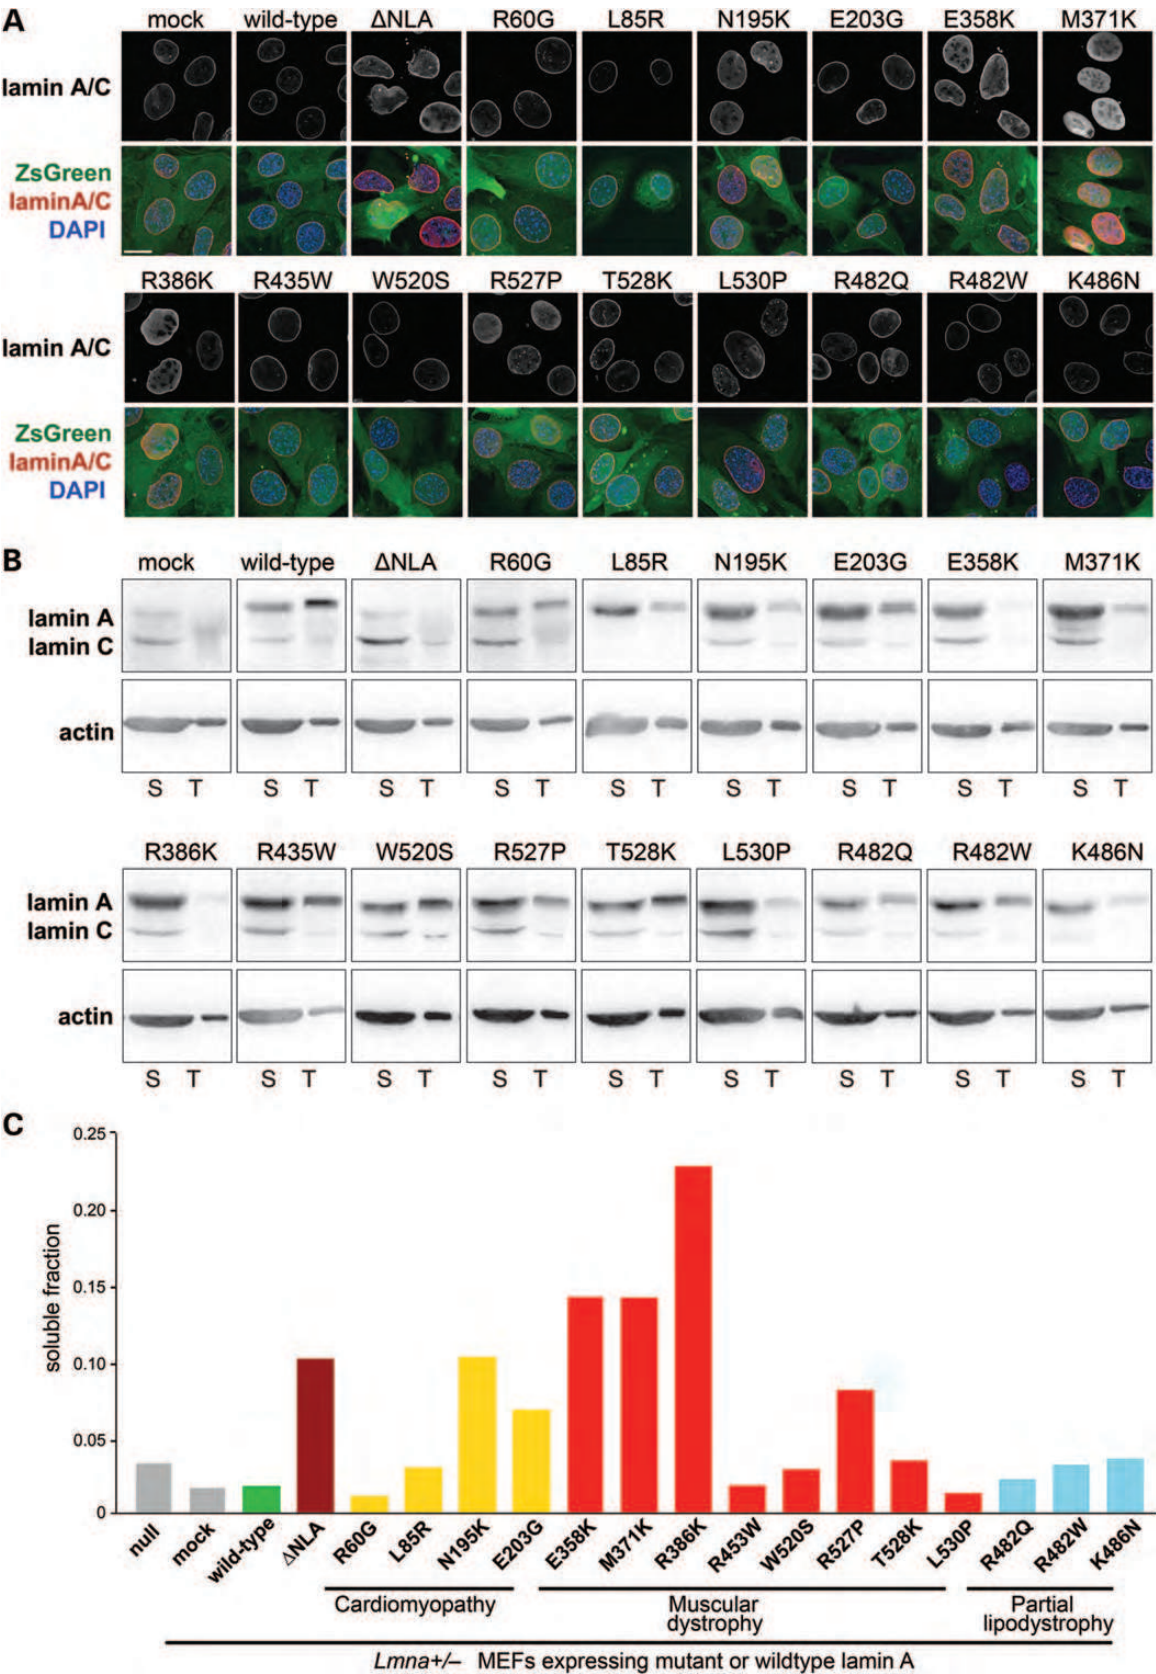 A
mock wild-type ΔNLA R60G L85R N195K E203G E358K M371K
lamin A/C
ZsGreen
laminA/C
DAPI
R386K R435W W520S R527P T528K L530P R482Q R482W K486N
lamin A/C
ZsGreen
laminA/C
DAPI
B
mock wild-type ΔNLA R60G L85R N195K E203G E358K M371K
lamin A
lamin C
actin
S T S T S T S T S T S T S T S T S T
R386K R435W W520S R527P T528K L530P R482Q R482W K486N
lamin A
lamin C
actin
S T S T S T S T S T S T S T S T S T
C
0.25
0.20
0.15
0.10
0.05
0
soluble fraction
null mock wild-type ΔNLA R60G L85R N195K E203G E358K M371K R386K R453W W520S R527P T528K L530P R482Q R482W K486N
Cardiomyopathy Muscular Partial
dystrophy lipodystrophy
Lmna+/– MEFs expressing mutant or wildtype lamin A